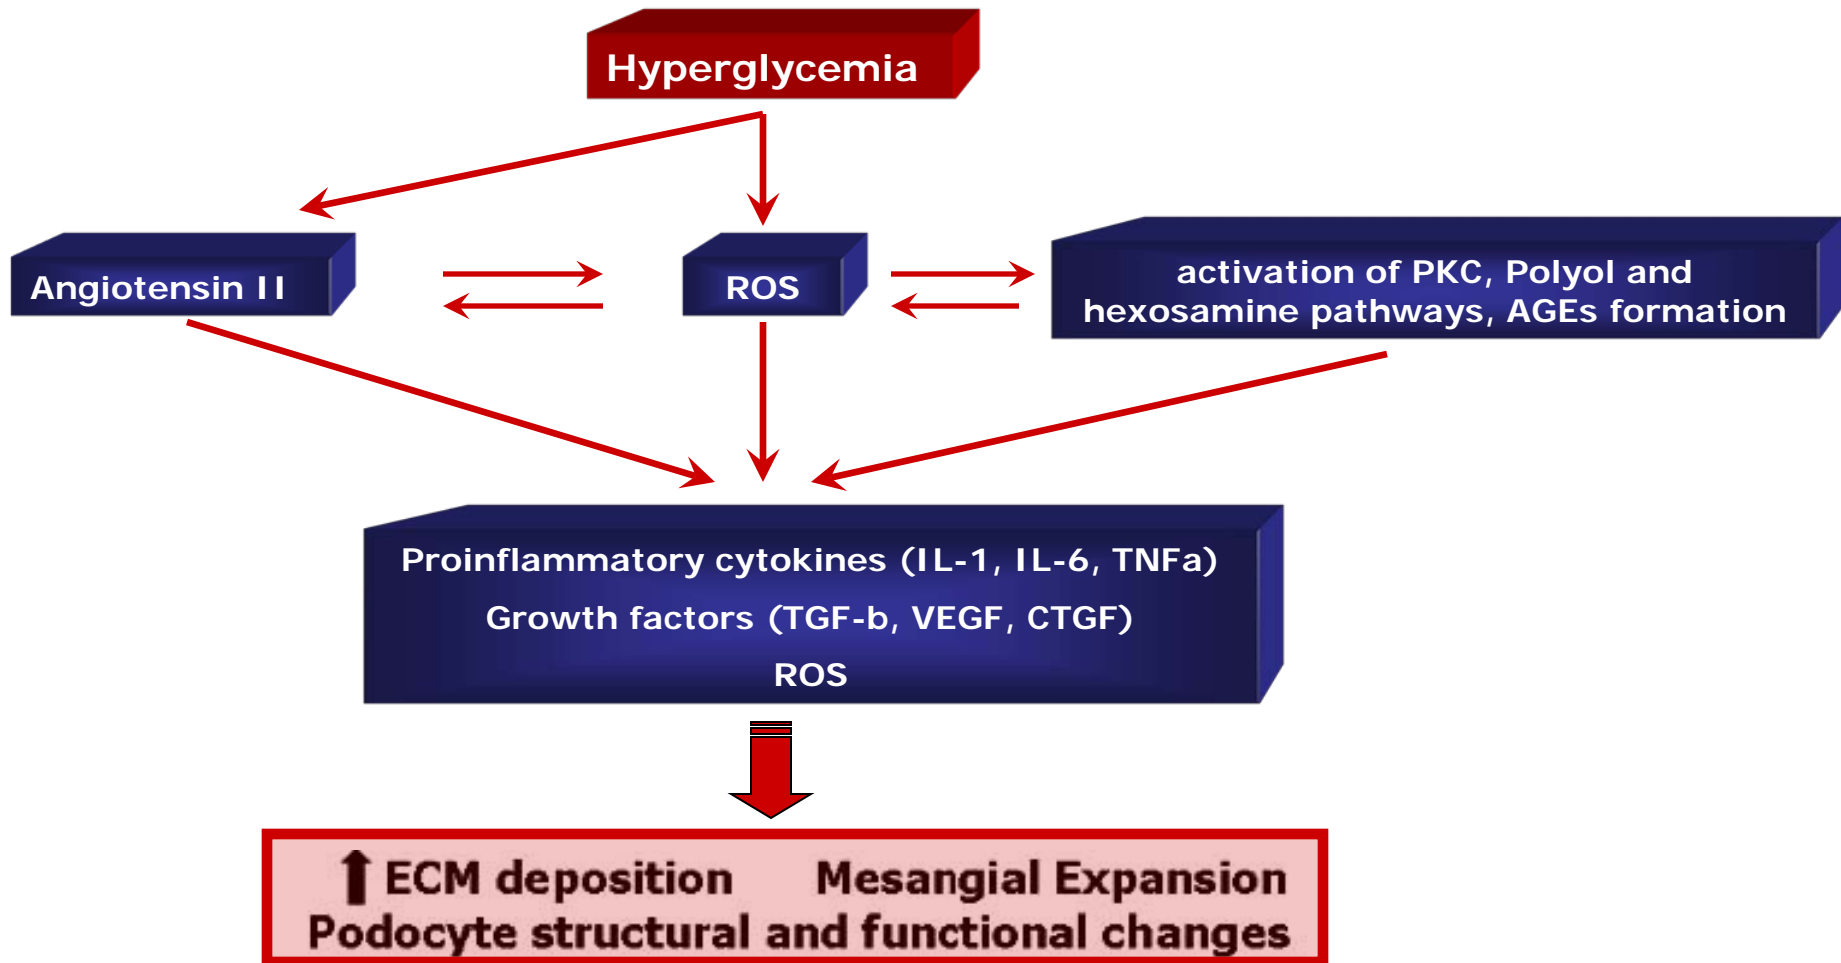 Hyperglycemia
Angiotensin II
ROS
activation of PKC, Polyol and
hexosamine pathways, AGEs formation
Proinflammatory cytokines (IL-1, IL-6, TNFa)
Growth factors (TGF-b, VEGF, CTGF)
ROS
ECM deposition Mesangial Expansion
Podocyte structural and functional changes